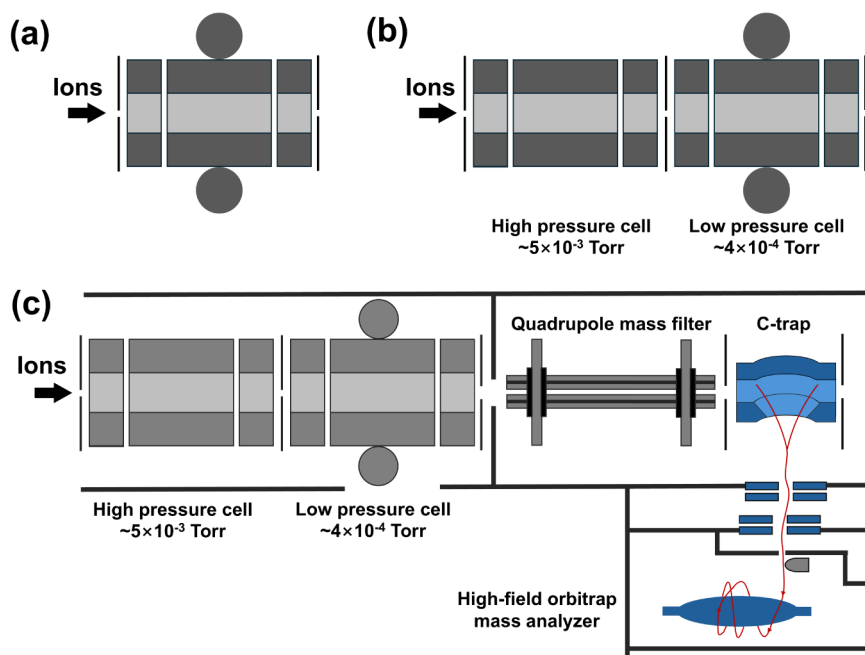 (a)
Ions
(b)
Ions
High pressure cell
~5×10⁻³ Torr
Low pressure cell
~4×10⁻⁴ Torr
(c)
Ions
High pressure cell
~5×10⁻³ Torr
Low pressure cell
~4×10⁻⁴ Torr
Quadrupole mass filter
C-trap
High-field orbitrap
mass analyzer